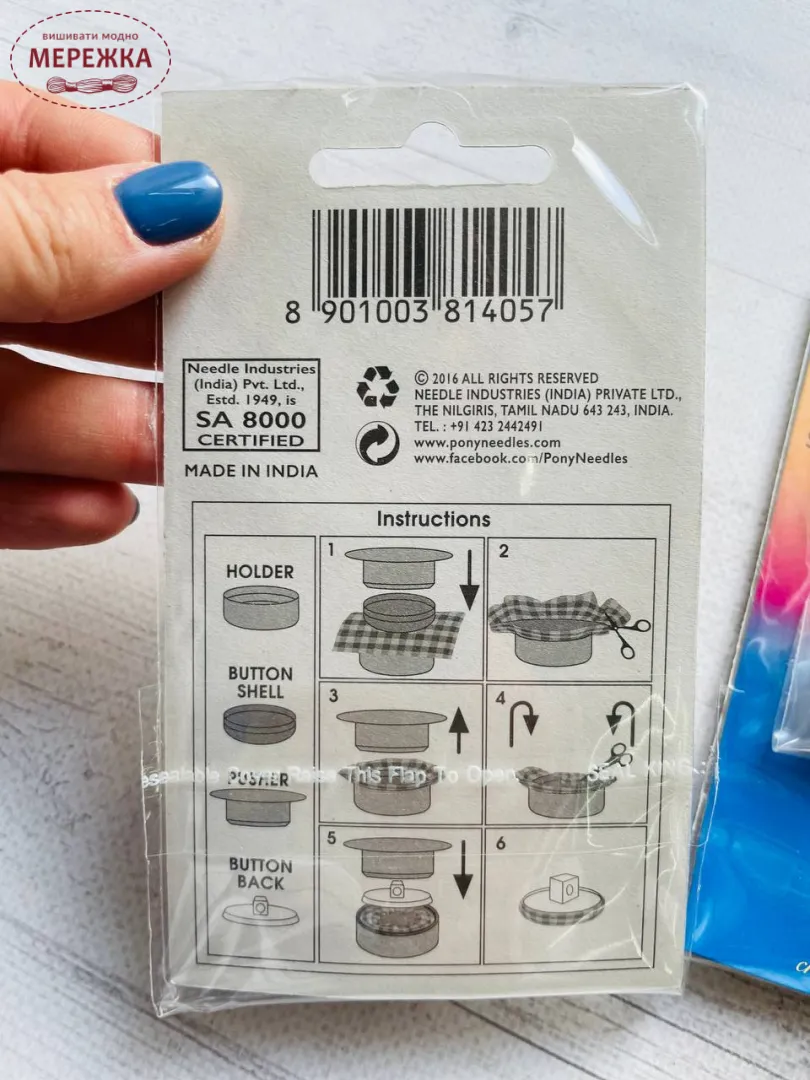 вишивати модно
МЕРЕЖКА
8 901003 814057
Needle Industries
(India) Pvt. Ltd.,
Estd. 1949, is
SA 8000
CERTIFIED
MADE IN INDIA
© 2016 ALL RIGHTS RESERVED
NEEDLE INDUSTRIES (INDIA) PRIVATE LTD.,
THE NILGIRIS, TAMIL NADU 643 243, INDIA.
TEL. : +91 423 2442491
www.ponyneedles.com
www.facebook.com/PonyNeedles
Instructions
HOLDER
BUTTON
SHELL
PUSHER
BUTTON
BACK
1
2
3
4
5
6
Raise This Flap To Open
SEAL KING